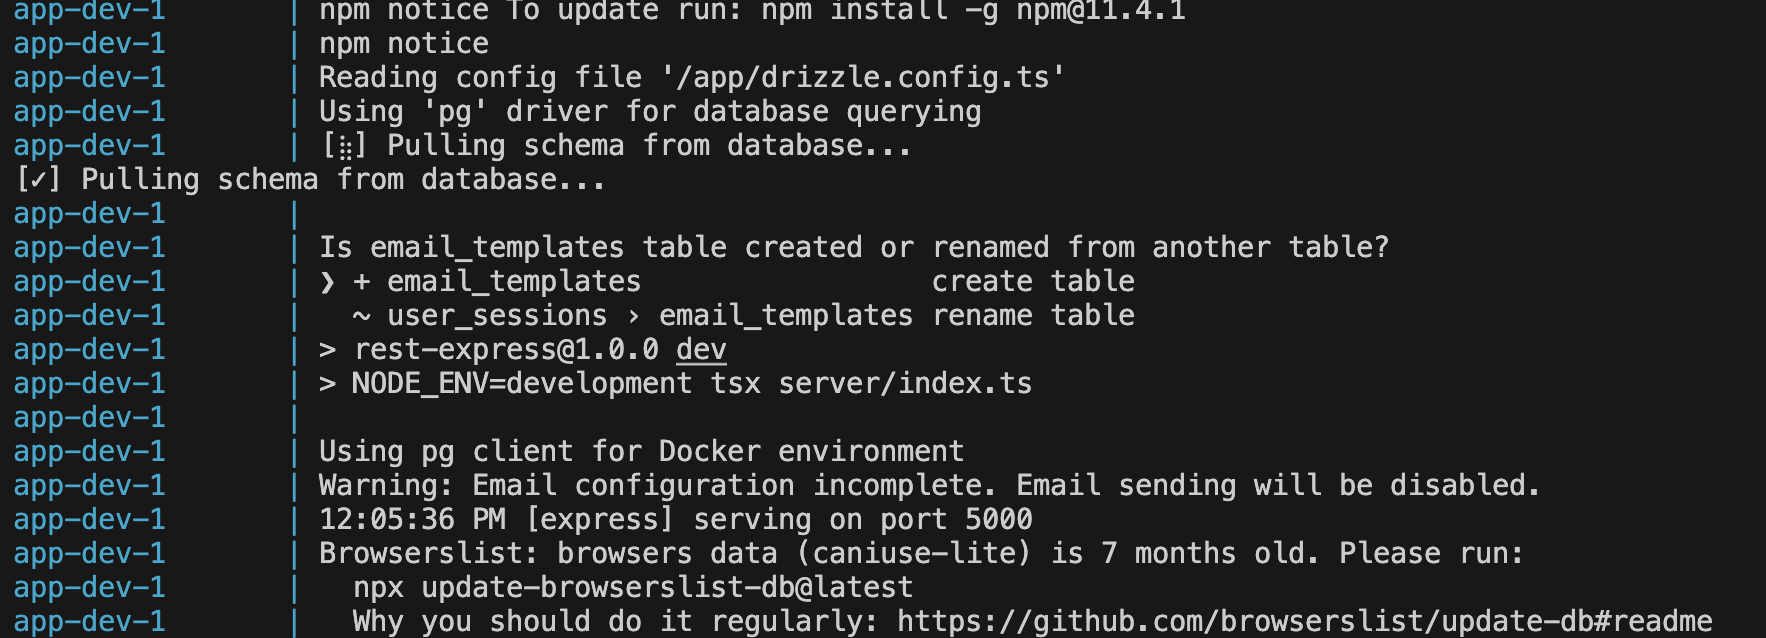 app-dev-1 | npm notice To update run: npm install -g npm@11.4.1
app-dev-1 | npm notice
app-dev-1 | Reading config file '/app/drizzle.config.ts'
app-dev-1 | Using 'pg' driver for database querying
app-dev-1 | [⣾] Pulling schema from database...
[✓] Pulling schema from database...
app-dev-1 |
app-dev-1 | Is email_templates table created or renamed from another table?
app-dev-1 | ❯ + email_templates create table
app-dev-1 | ~ user_sessions › email_templates rename table
app-dev-1 | > rest-express@1.0.0 dev
app-dev-1 | > NODE_ENV=development tsx server/index.ts
app-dev-1 |
app-dev-1 | Using pg client for Docker environment
app-dev-1 | Warning: Email configuration incomplete. Email sending will be disabled.
app-dev-1 | 12:05:36 PM [express] serving on port 5000
app-dev-1 | Browserslist: browsers data (caniuse-lite) is 7 months old. Please run:
app-dev-1 | npx update-browserslist-db@latest
app-dev-1 | Why you should do it regularly: https://github.com/browserslist/update-db#readme